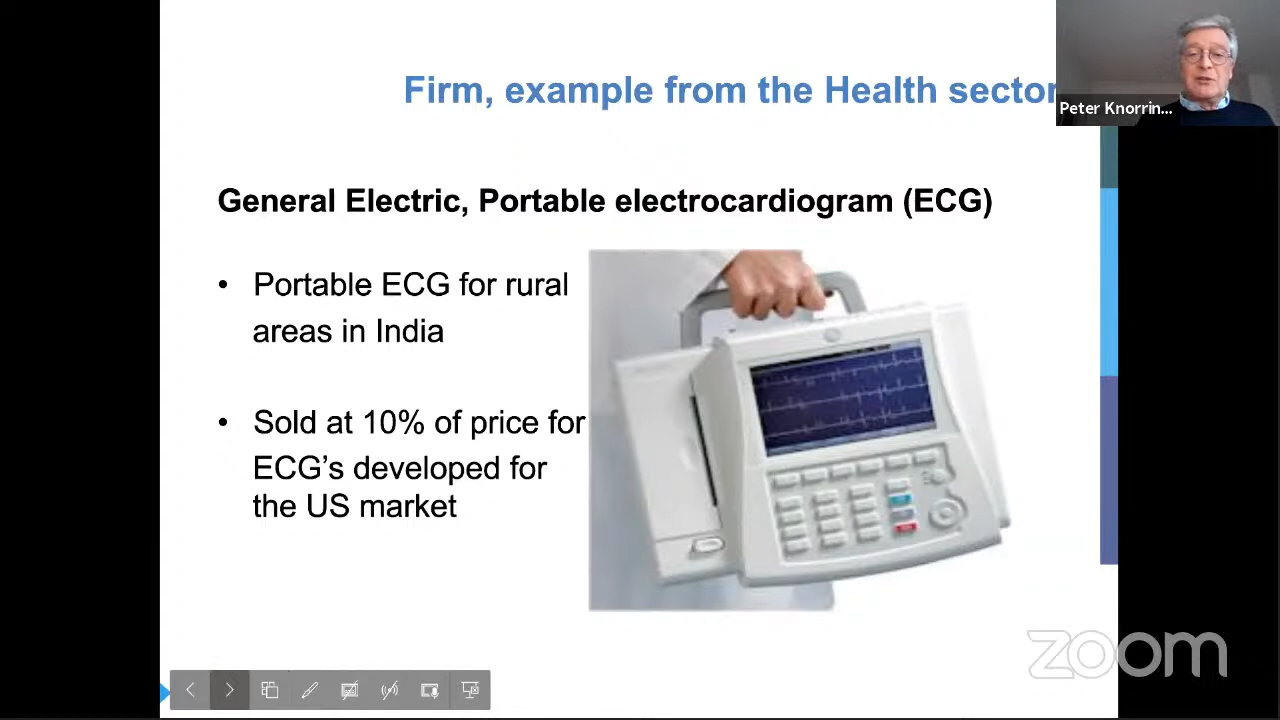 Firm, example from the Health sector
Peter Knorrin...
General Electric, Portable electrocardiogram (ECG)
• Portable ECG for rural
areas in India
• Sold at 10% of price for
ECG’s developed for
the US market
zoom